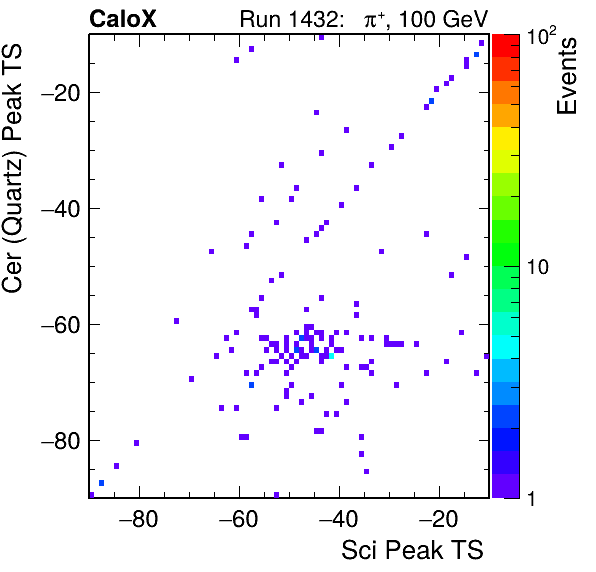 CaloX Run 1432: π⁺, 100 GeV
Cer (Quartz) Peak TS
−20
−40
−60
−80
−80 −60 −40 −20
Sci Peak TS
10²
10
1
Events